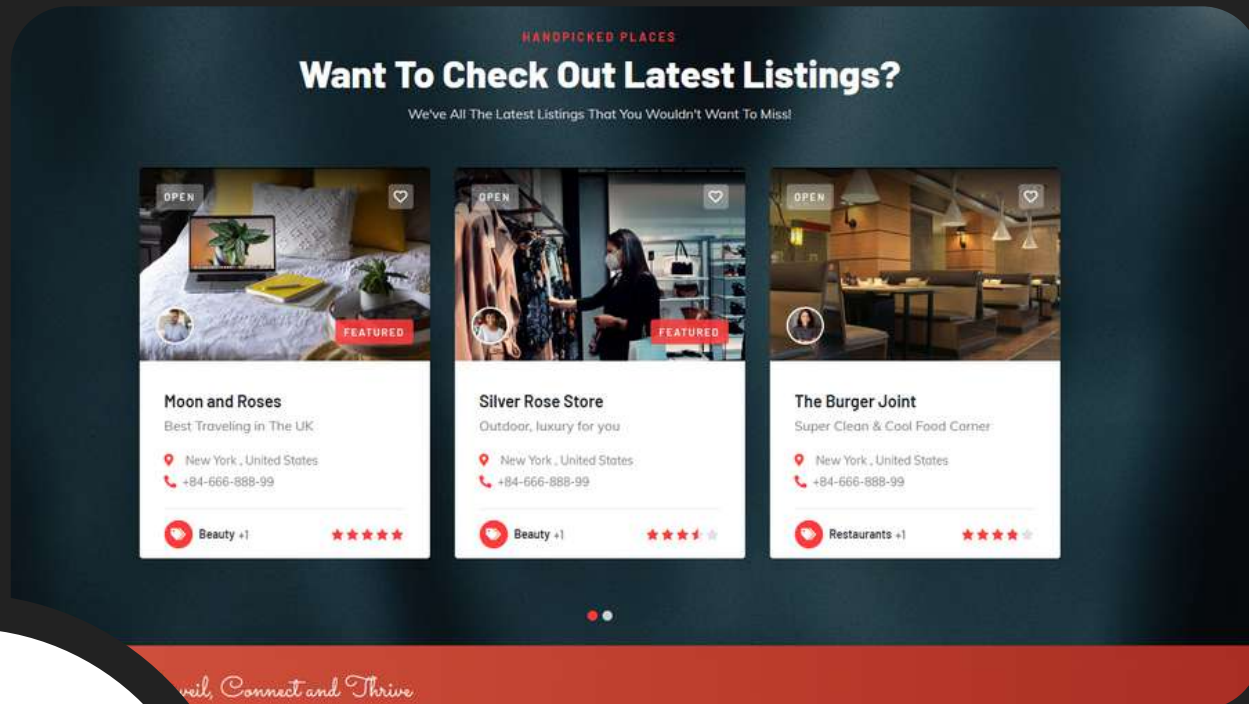 HANDPICKED PLACES
Want To Check Out Latest Listings?
We've All The Latest Listings That You Wouldn't Want To Miss!
OPEN
FEATURED
Moon and Roses
Best Traveling in The UK
New York , United States
+84-666-888-99
Beauty +1
OPEN
FEATURED
Silver Rose Store
Outdoor, luxury for you
New York , United States
+84-666-888-99
Beauty +1
OPEN
The Burger Joint
Super Clean & Cool Food Corner
New York , United States
+84-666-888-99
Restaurants +1
Connect and Thrive